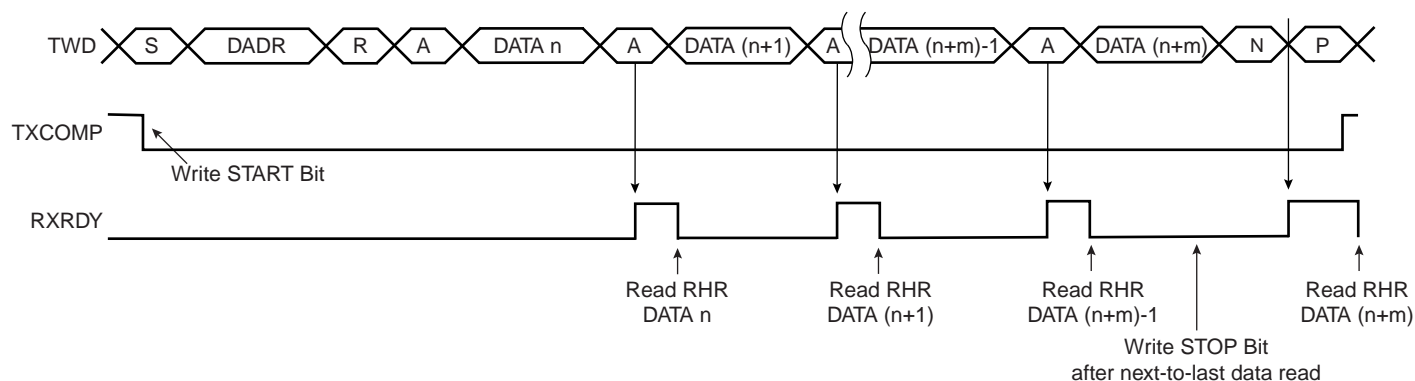 TWD S DADR R A DATA n A DATA (n+1) A DATA (n+m)-1 A DATA (n+m) N P
TXCOMP
Write START Bit
RXRDY
Read RHR Read RHR Read RHR Read RHR
DATA n DATA (n+1) DATA (n+m)-1 DATA (n+m)
Write STOP Bit
after next-to-last data read